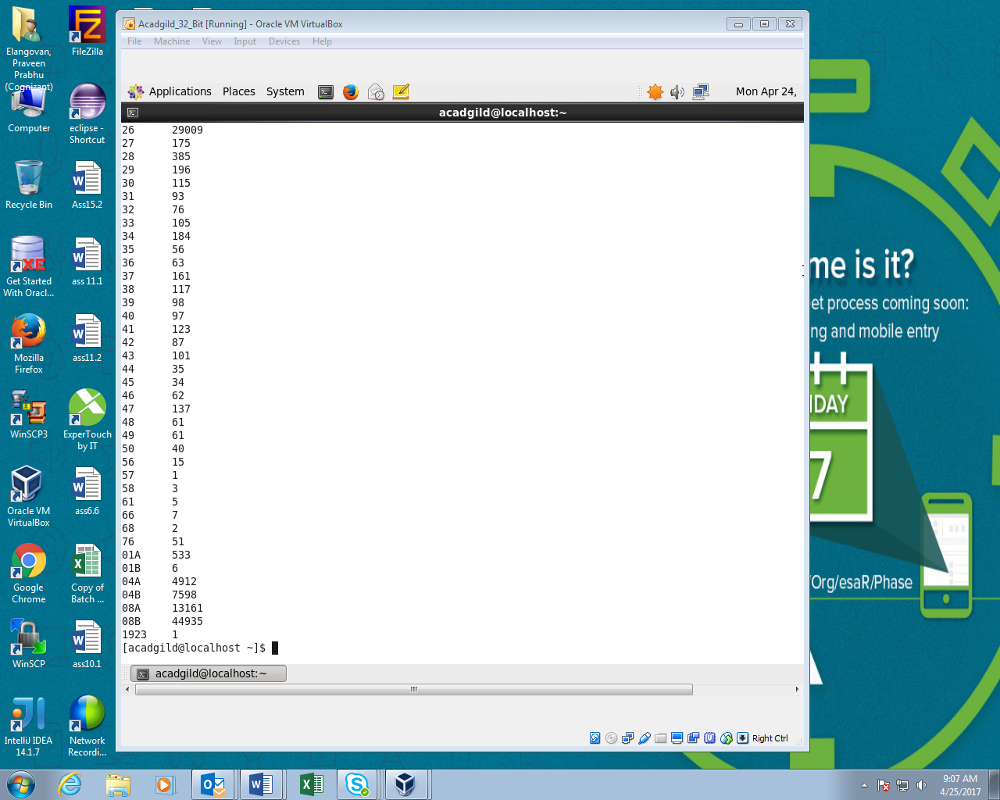 Acadgild_32_Bit [Running] - Oracle VM VirtualBox
File Machine View Input Devices Help
Applications Places System
Mon Apr 24,
acadgild@localhost:~
26 29009
27 175
28 385
29 196
30 115
31 93
32 76
33 105
34 184
35 56
36 63
37 161
38 117
39 98
40 97
41 123
42 87
43 101
44 35
45 34
46 62
47 137
48 61
49 61
50 40
56 15
57 1
58 3
61 5
66 7
68 2
76 51
01A 533
01B 6
04A 4912
04B 7598
08A 13161
08B 44935
1923 1
[acadgild@localhost ~]$
acadgild@localhost:~
Right Ctrl
Elangovan,
Praveen
Prabhu
(Cognizant)
FileZilla
Computer
eclipse -
Shortcut
Recycle Bin
Ass15.2
XE
Get Started
With Oracl...
ass 11.1
Mozilla
Firefox
ass11.2
WinSCP3
ExperTouch
by IT
Oracle VM
VirtualBox
ass6.6
Google
Chrome
Copy of
Batch ...
WinSCP
ass10.1
IntelliJ IDEA
14.1.7
Network
Recordi...
me is it?
et process coming soon:
ng and mobile entry
IDAY
7
/Org/esaR/Phase
9:07 AM
4/25/2017